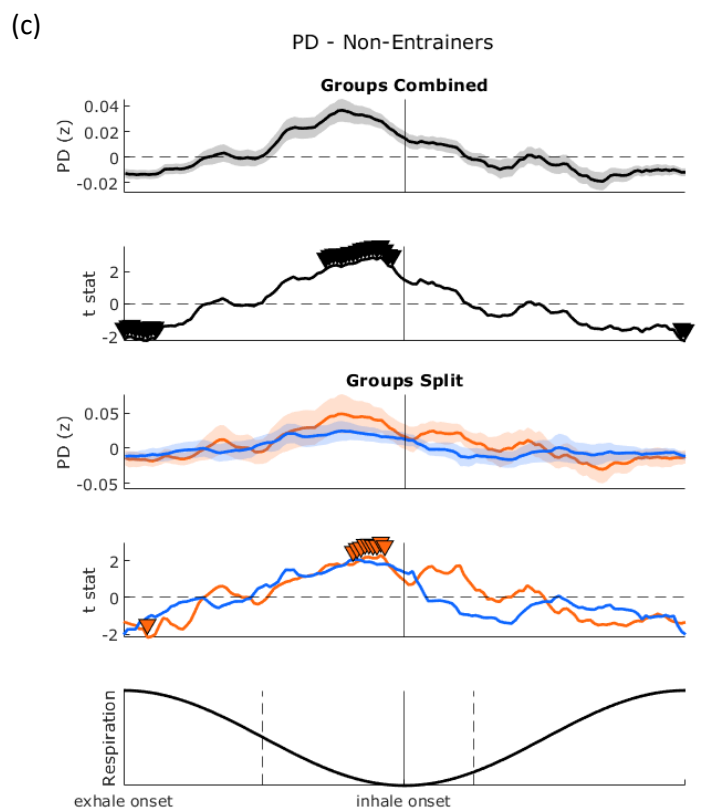 (c)
PD - Non-Entrainers
Groups Combined
PD (z)
0.04
0.02
0
-0.02
t stat
2
0
-2
Groups Split
PD (z)
0.05
0
-0.05
t stat
2
0
-2
Respiration
exhale onset
inhale onset